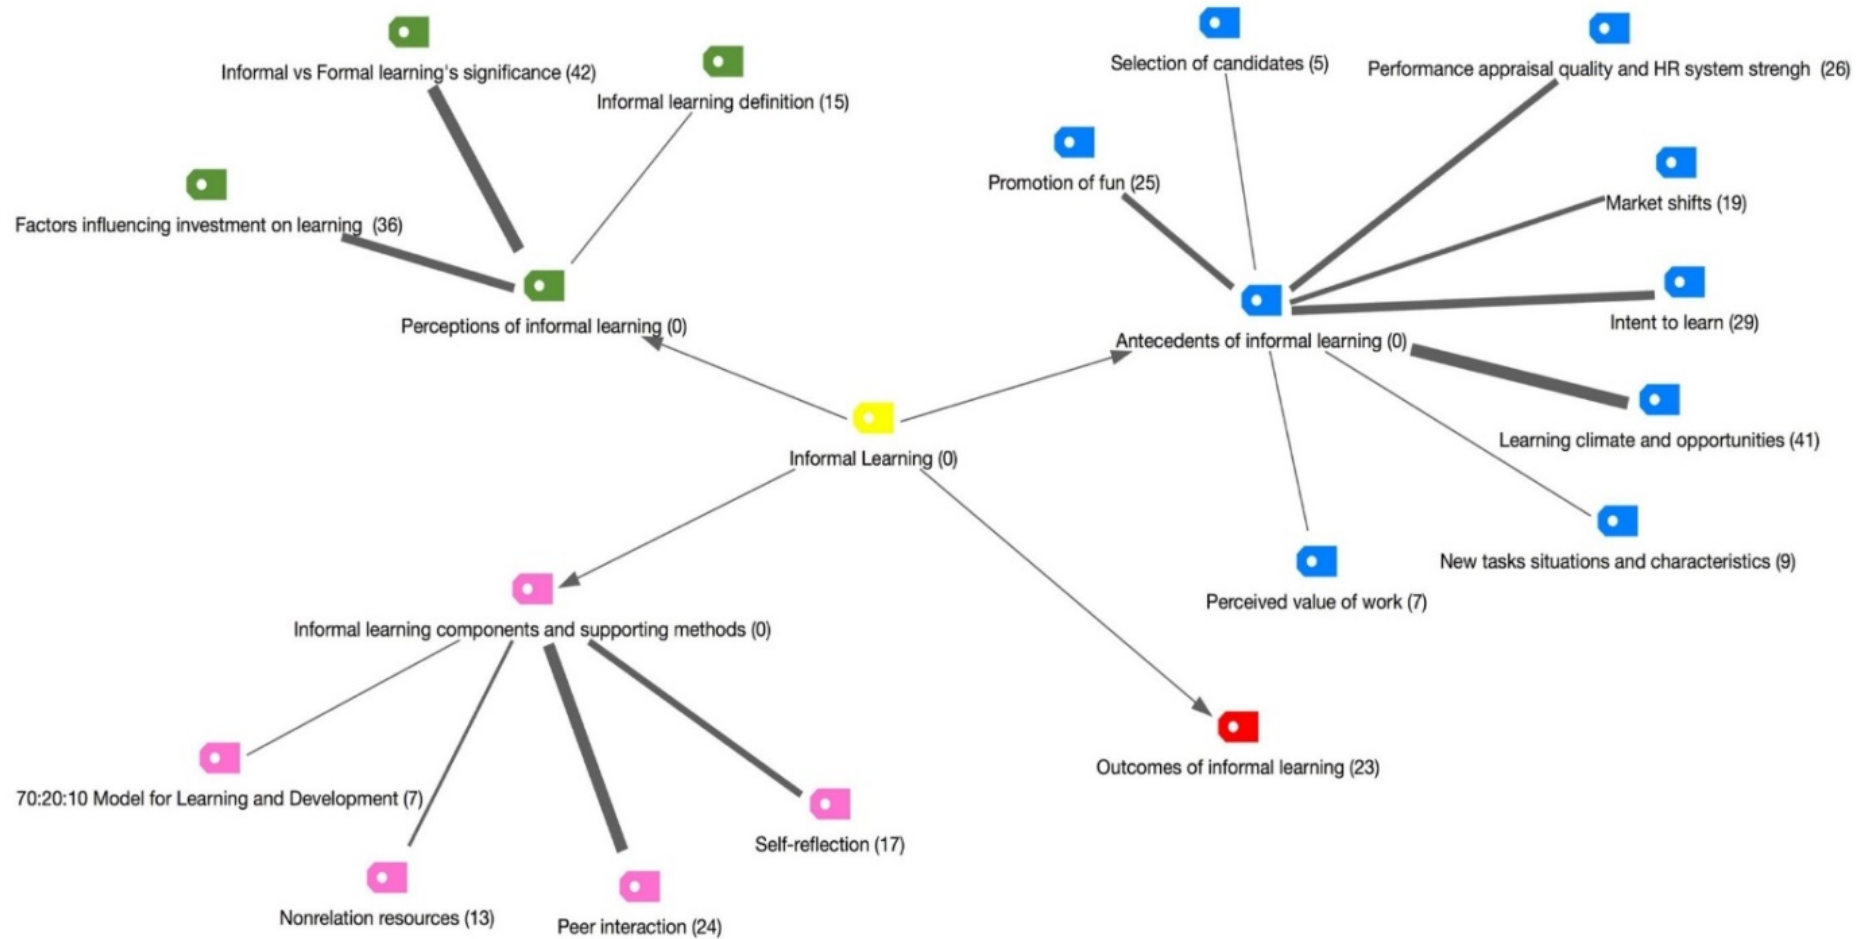 Selection of candidates (5)
Performance appraisal quality and HR system strengh (26)
Informal vs Formal learning's significance (42)
Informal learning definition (15)
Promotion of fun (25)
Market shifts (19)
Factors influencing investment on learning (36)
Perceptions of informal learning (0)
Antecedents of informal learning (0)
Intent to learn (29)
Learning climate and opportunities (41)
Informal Learning (0)
New tasks situations and characteristics (9)
Perceived value of work (7)
Informal learning components and supporting methods (0)
Outcomes of informal learning (23)
70:20:10 Model for Learning and Development (7)
Self-reflection (17)
Nonrelation resources (13)
Peer interaction (24)